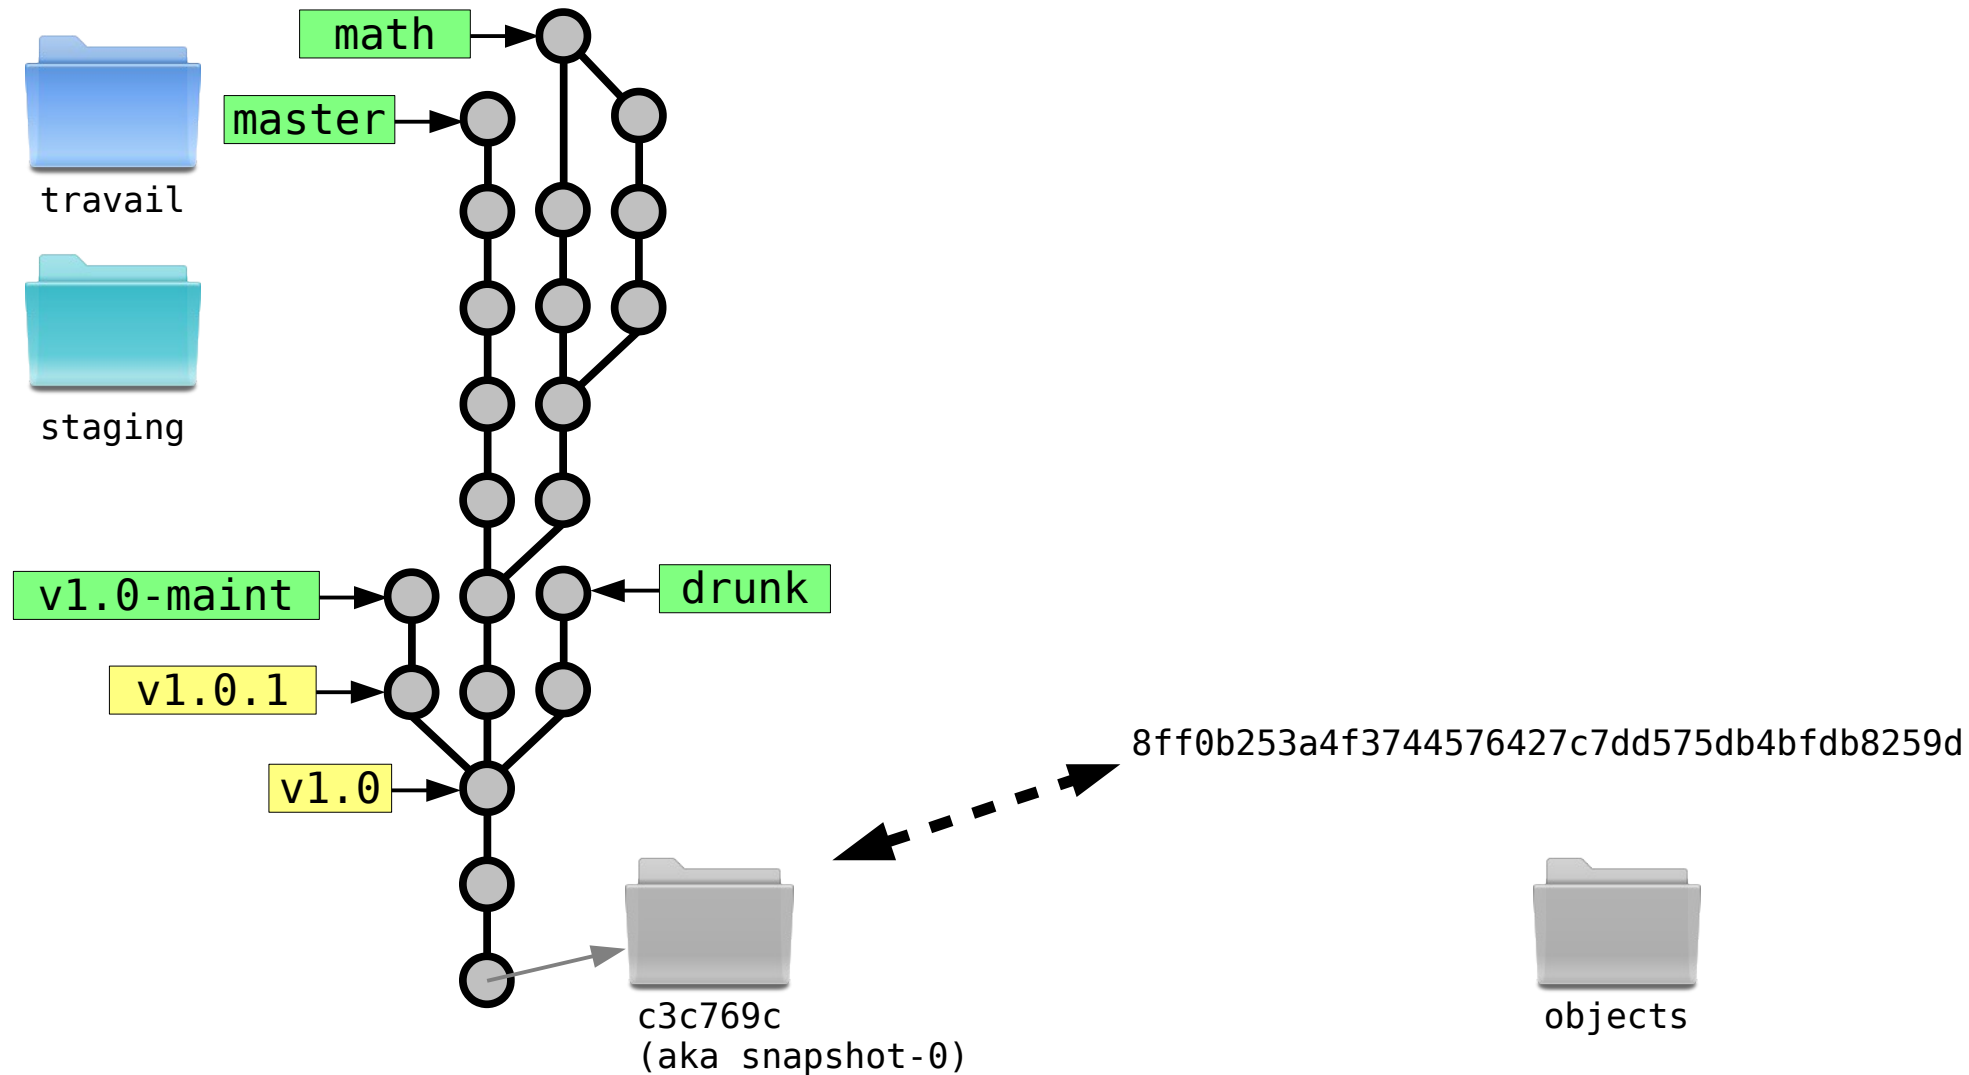 math
master
travail
staging
v1.0-maint
drunk
v1.0.1
8ff0b253a4f3744576427c7dd575db4bfdb8259d
v1.0
c3c769c
(aka snapshot-0)
objects